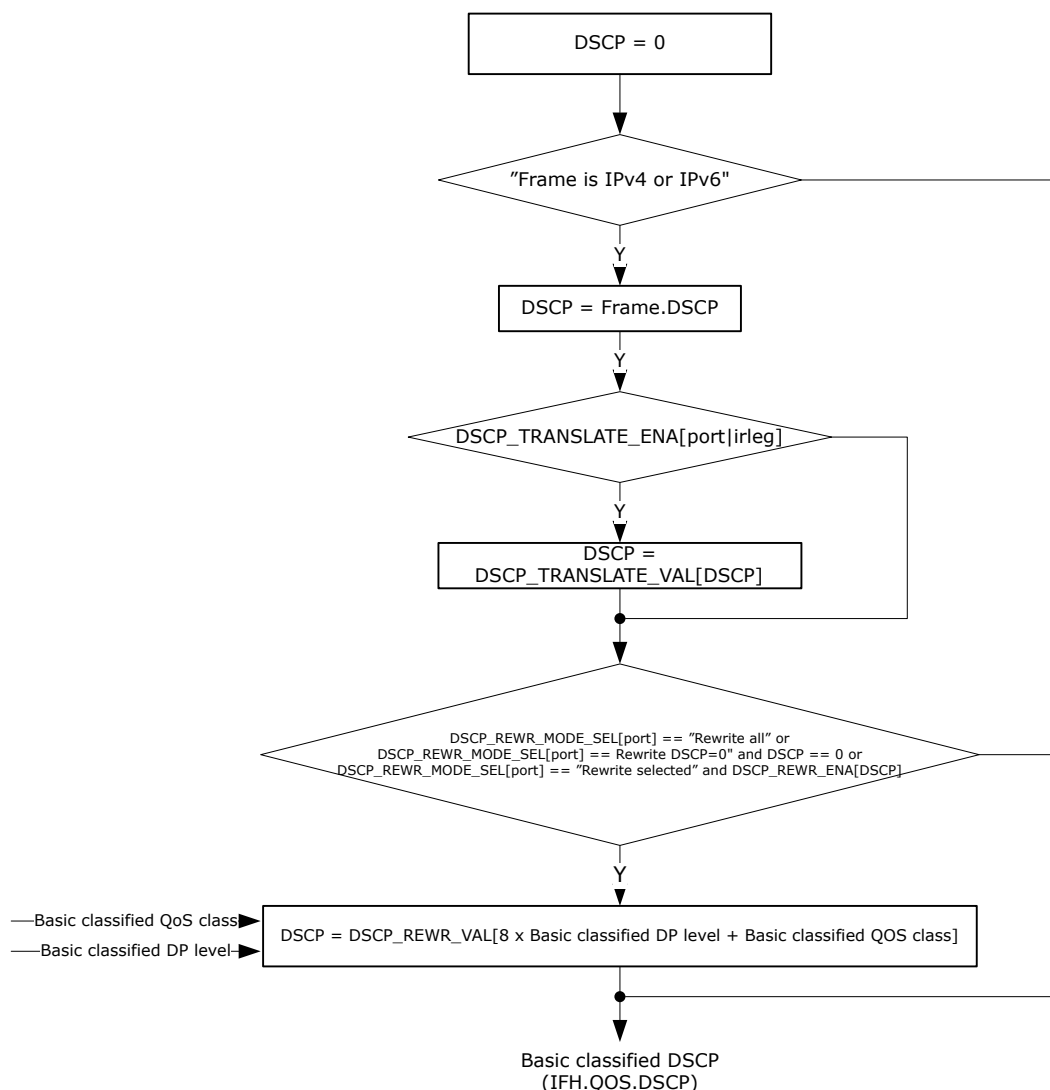 DSCP = 0
″Frame is IPv4 or IPv6"
Y
DSCP = Frame.DSCP
Y
DSCP_TRANSLATE_ENA[port|irleg]
Y
DSCP =
DSCP_TRANSLATE_VAL[DSCP]
DSCP_REWR_MODE_SEL[port] == ″Rewrite all″ or
DSCP_REWR_MODE_SEL[port] == Rewrite DSCP=0" and DSCP == 0 or
DSCP_REWR_MODE_SEL[port] == ″Rewrite selected″ and DSCP_REWR_ENA[DSCP]
Y
Basic classified QoS class
Basic classified DP level
DSCP = DSCP_REWR_VAL[8 x Basic classified DP level + Basic classified QOS class]
Basic classified DSCP
(IFH.QOS.DSCP)